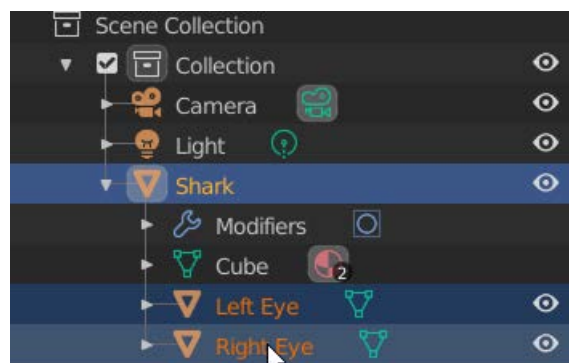 Scene Collection
Collection
Camera
Light
Shark
Modifiers
Cube
2
Left Eye
Right Eye